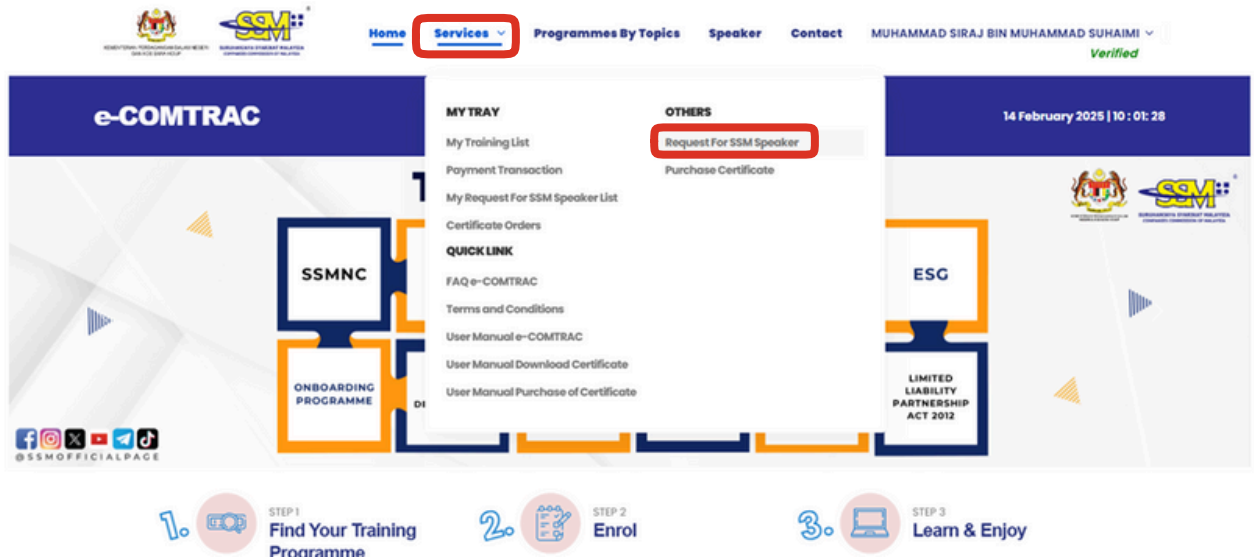 Home Services Programmes By Topics Speaker Contact MUHAMMAD SIRAJ BIN MUHAMMAD SUHAIMI
Verified
e-COMTRAC
14 February 2025 | 10 : 01: 28
MY TRAY
My Training List
Payment Transaction
My Request For SSM Speaker List
Certificate Orders
QUICK LINK
FAQ e-COMTRAC
Terms and Conditions
User Manual e-COMTRAC
User Manual Download Certificate
User Manual Purchase of Certificate
OTHERS
Request For SSM Speaker
Purchase Certificate
SSM
SSM
SSMNC
ESG
ONBOARDING
PROGRAMME
LIMITED
LIABILITY
PARTNERSHIP
ACT 2012
@SSMOFFICIALPAGE
1.
STEP 1
Find Your Training
Programme
2.
STEP 2
Enrol
3.
STEP 3
Learn & Enjoy